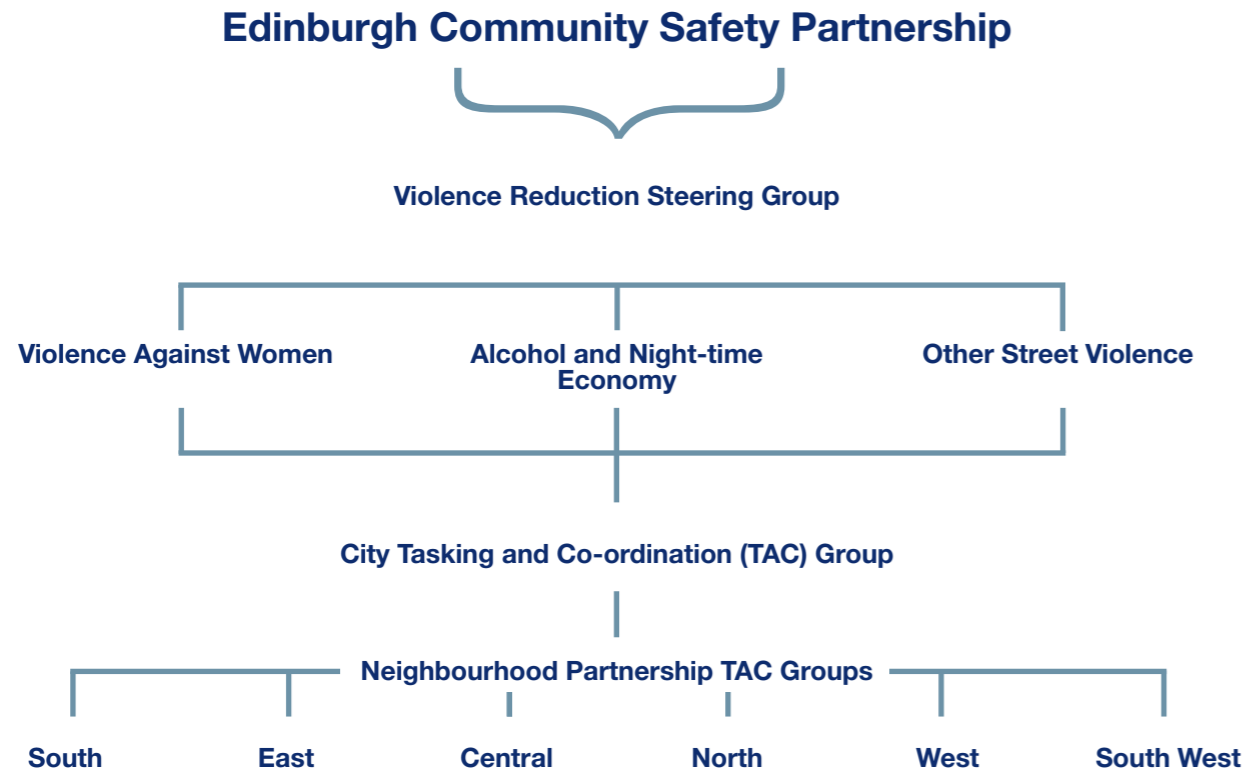 Edinburgh Community Safety Partnership
Violence Reduction Steering Group
Violence Against Women
Alcohol and Night-time
Economy
Other Street Violence
City Tasking and Co-ordination (TAC) Group
Neighbourhood Partnership TAC Groups
South
East
Central
North
West
South West